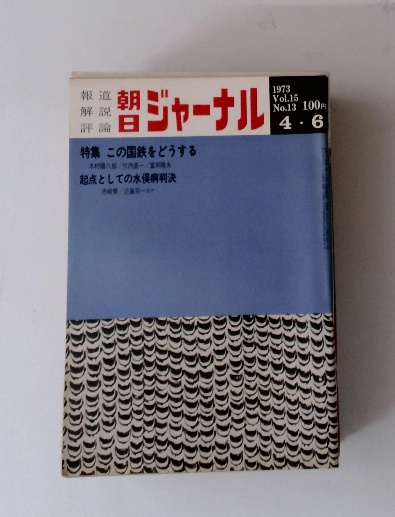 報道
解説
評論
朝日ジャーナル
1973
Vol.15
No.13
100円
4・6
特集 この国鉄をどうする
起点としての水俣病判決